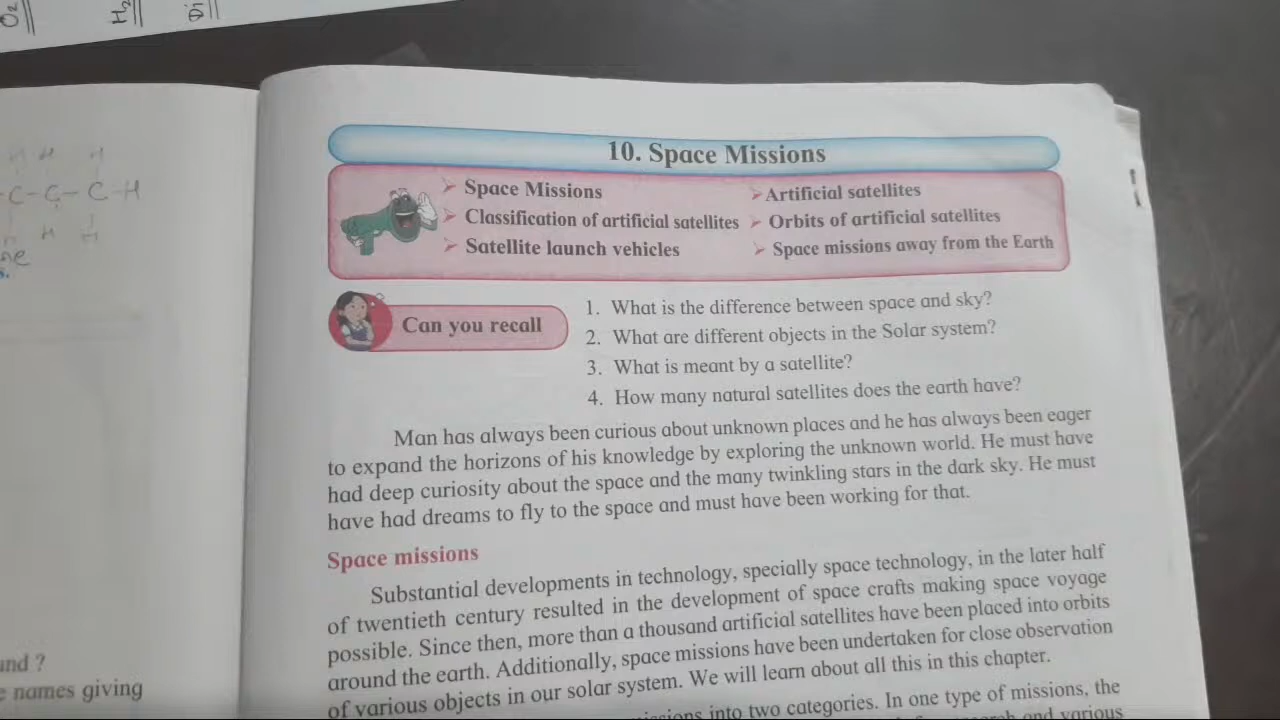 O2
H2
Di
H H H
-C-C-C-H
H H
s.
und ?
e names giving
10. Space Missions
➢ Space Missions
➢ Classification of artificial satellites
➢ Satellite launch vehicles
➢ Artificial satellites
➢ Orbits of artificial satellites
➢ Space missions away from the Earth
Can you recall
1. What is the difference between space and sky?
2. What are different objects in the Solar system?
3. What is meant by a satellite?
4. How many natural satellites does the earth have?
Man has always been curious about unknown places and he has always been eager
to expand the horizons of his knowledge by exploring the unknown world. He must have
had deep curiosity about the space and the many twinkling stars in the dark sky. He must
have had dreams to fly to the space and must have been working for that.
Space missions
Substantial developments in technology, specially space technology, in the later half
of twentieth century resulted in the development of space crafts making space voyage
possible. Since then, more than a thousand artificial satellites have been placed into orbits
around the earth. Additionally, space missions have been undertaken for close observation
of various objects in our solar system. We will learn about all this in this chapter.
into two categories. In one type of missions, the
and various